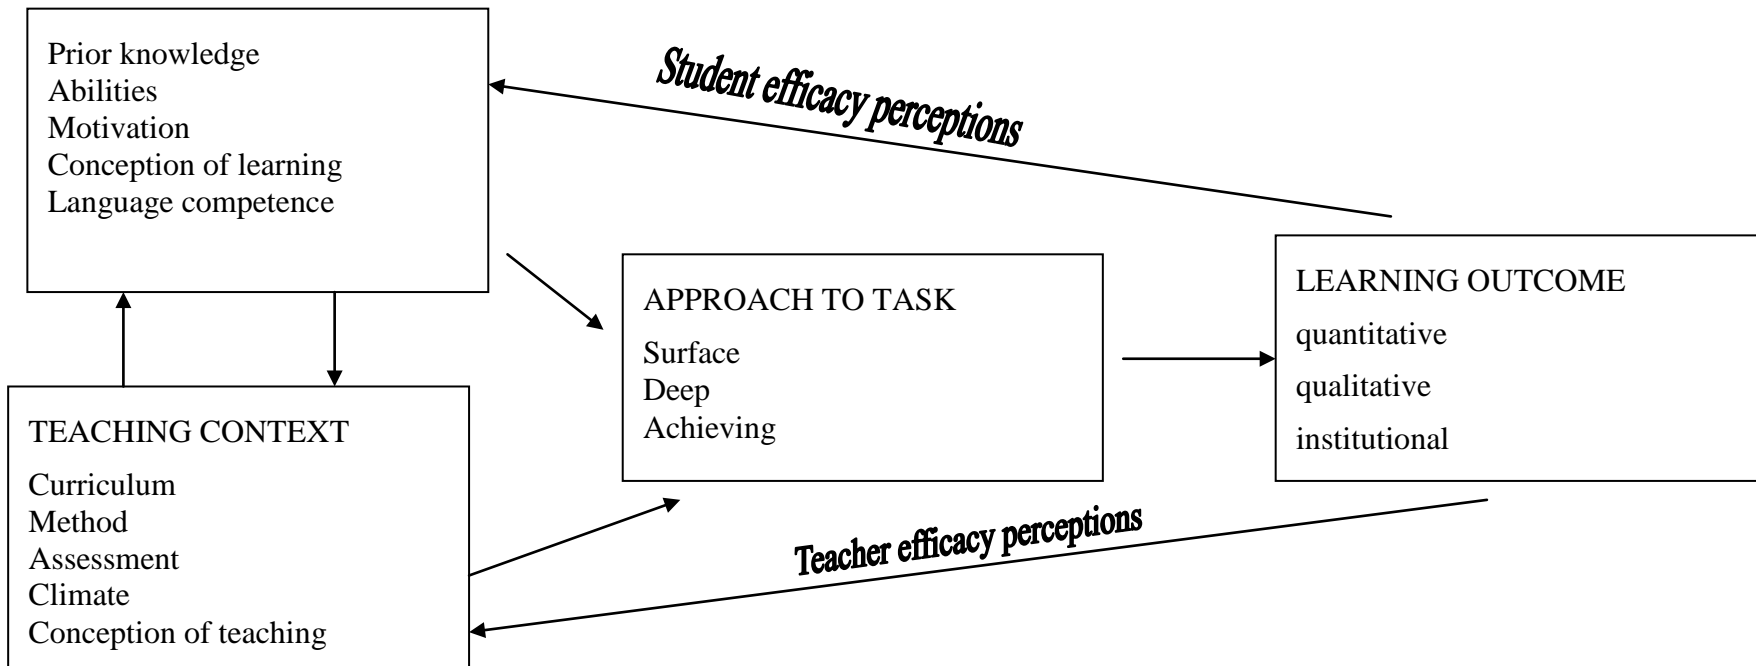 Prior knowledge
Abilities
Motivation
Conception of learning
Language competence
Student efficacy perceptions
APPROACH TO TASK
Surface
Deep
Achieving
LEARNING OUTCOME
quantitative
qualitative
institutional
TEACHING CONTEXT
Curriculum
Method
Assessment
Climate
Conception of teaching
Teacher efficacy perceptions